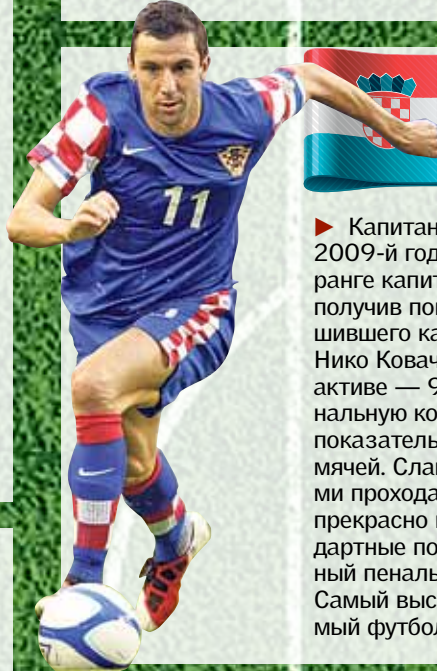 11
► Капитан
2009-й год
ранге капит
получив по
шившего ка
Нико Ковач
активе — 9
нальную ко
показатель
мячей. Сла
ми прохода
прекрасно
дартные по
ный пеналь
Самый выс
мый футбол